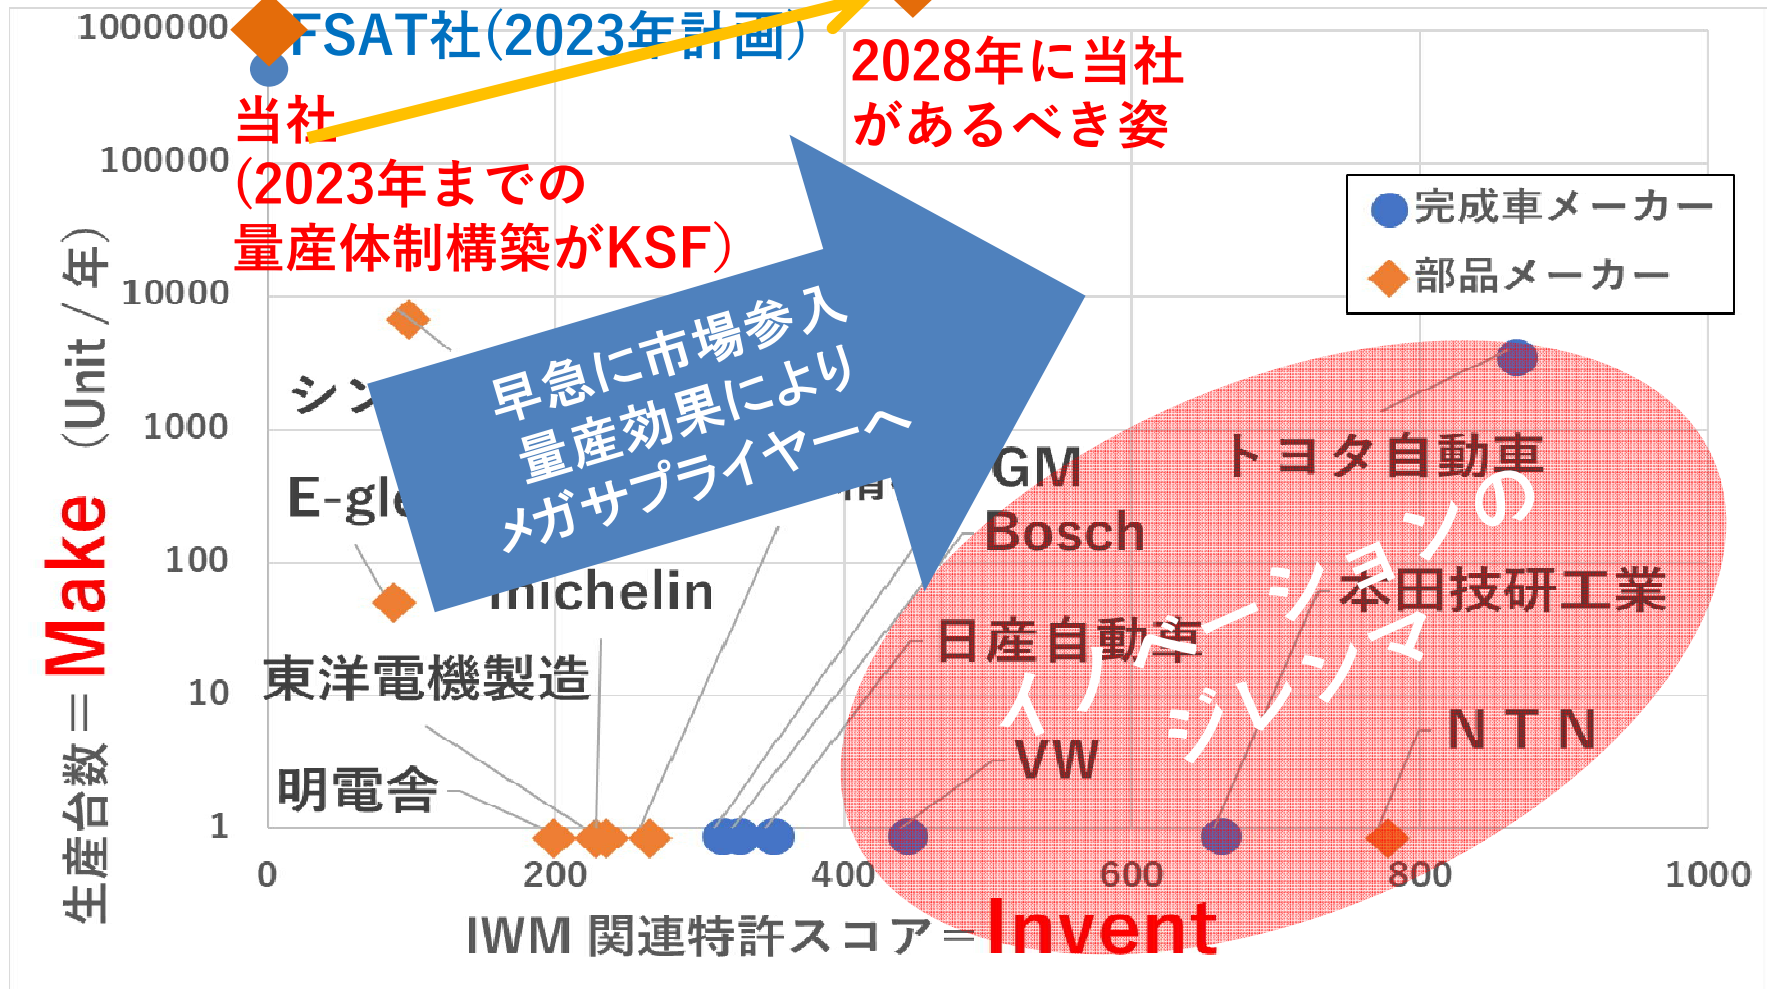 1000000
FSAT社(2023年計画)
2028年に当社
があるべき姿
当社
(2023年までの
量産体制構築がKSF)
100000
完成車メーカー
部品メーカー
10000
早急に市場参入
量産効果により
メガサプライヤーへ
1000
GM
トヨタ自動車
E-gle
Bosch
100
michelin
本田技研工業
日産自動車
イノベーションの
ジレンマ
東洋電機製造
10
NTN
VW
明電舎
1
0
200
400
600
800
1000
生産台数=Make (Unit / 年)
IWM 関連特許スコア=Invent